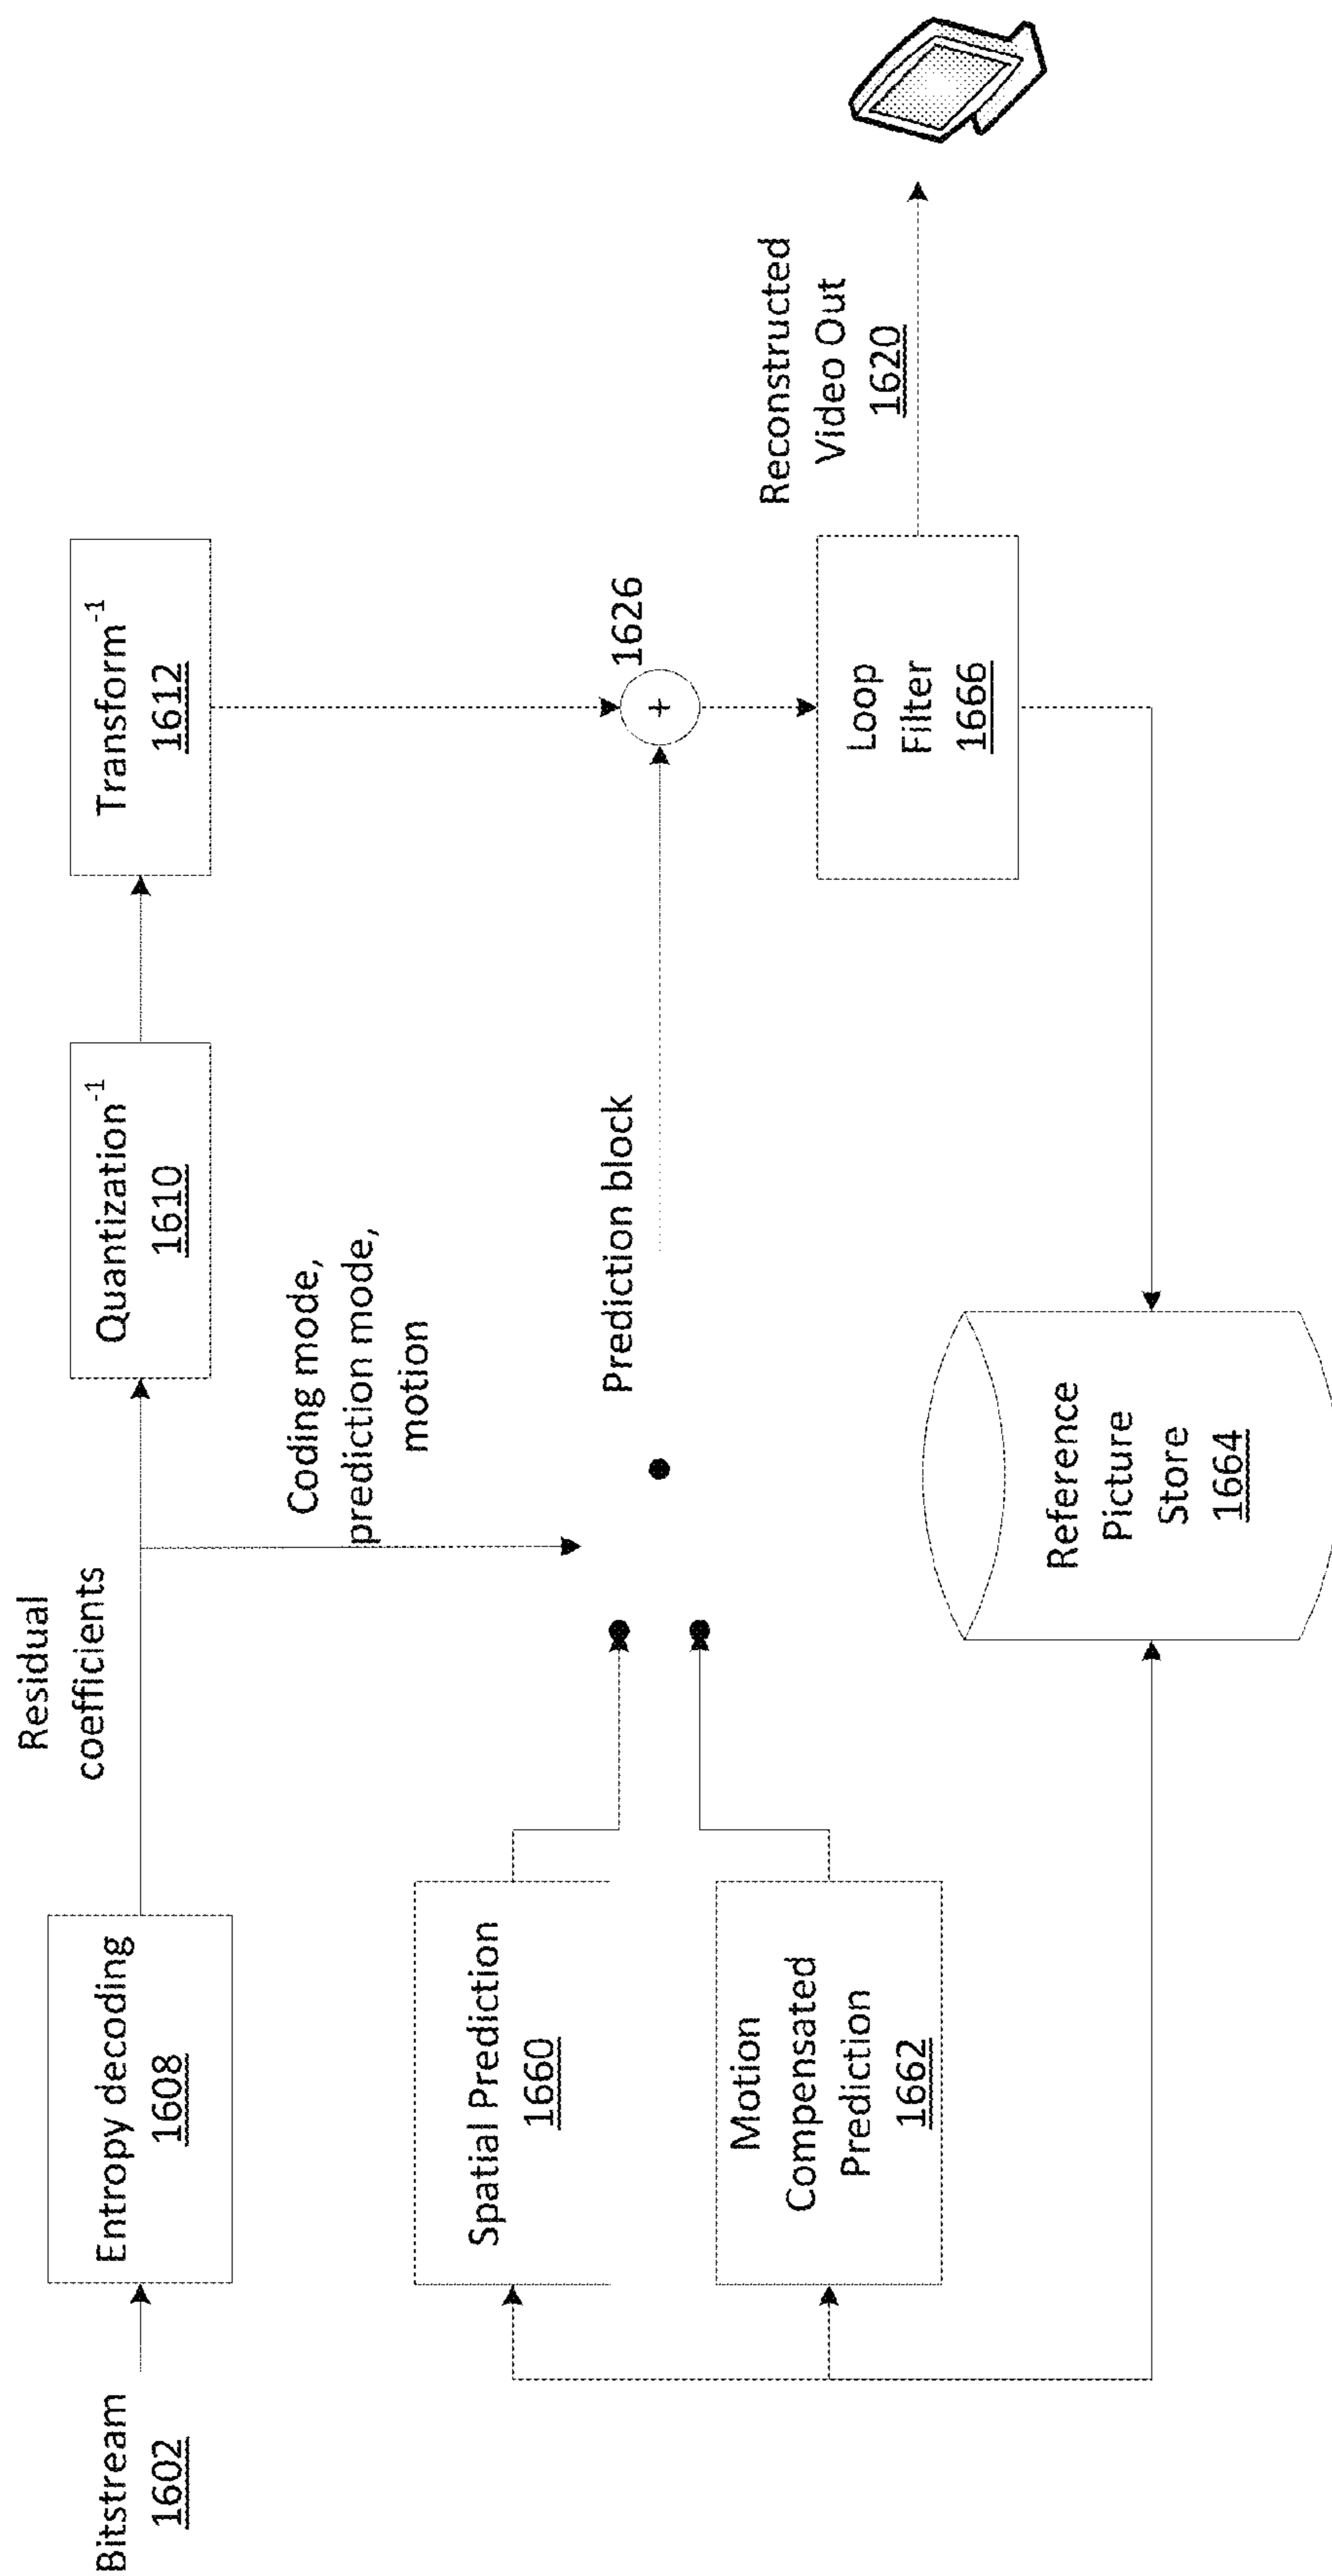 Bitstream
1602
Entropy decoding
1608
Residual
coefficients
Quantization-1
1610
Transform-1
1612
Coding mode,
prediction mode,
motion
Spatial Prediction
1660
Motion
Compensated
Prediction
1662
Prediction block
1626
+
Loop
Filter
1666
Reconstructed
Video Out
1620
Reference
Picture
Store
1664